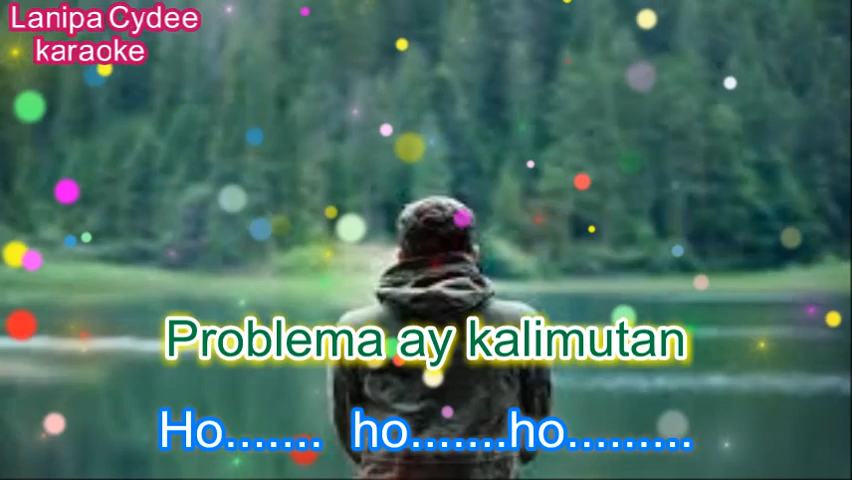 Lanipa Cydee
karaoke
Problema ay kalimutan
Ho....... ho.......ho.........